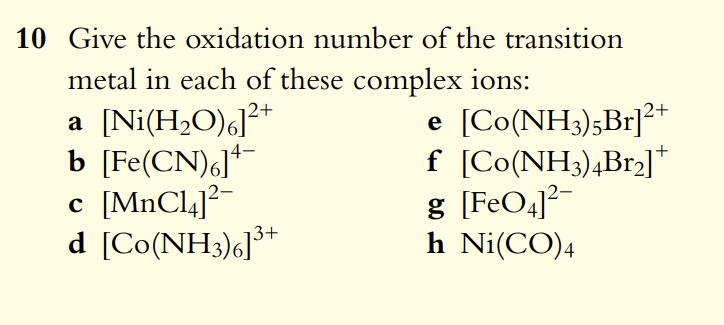 10 Give the oxidation number of the transition
metal in each of these complex ions:
a [Ni(H₂O)₆]²⁺
b [Fe(CN)₆]⁴⁻
c [MnCl₄]²⁻
d [Co(NH₃)₆]³⁺
e [Co(NH₃)₅Br]²⁺
f [Co(NH₃)₄Br₂]⁺
g [FeO₄]²⁻
h Ni(CO)₄